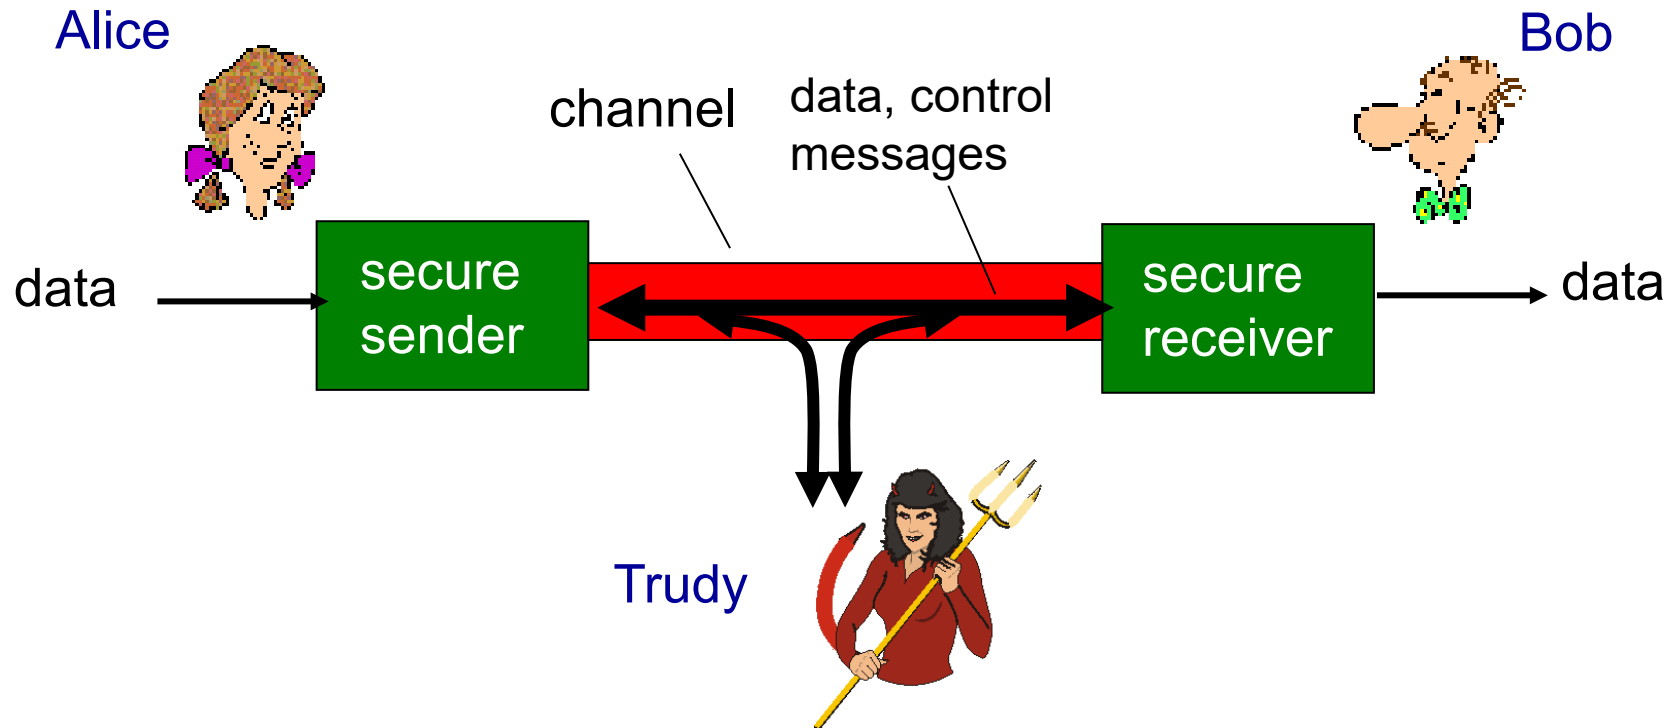 Alice
Bob
channel
data, control
messages
data
secure
sender
secure
receiver
data
Trudy